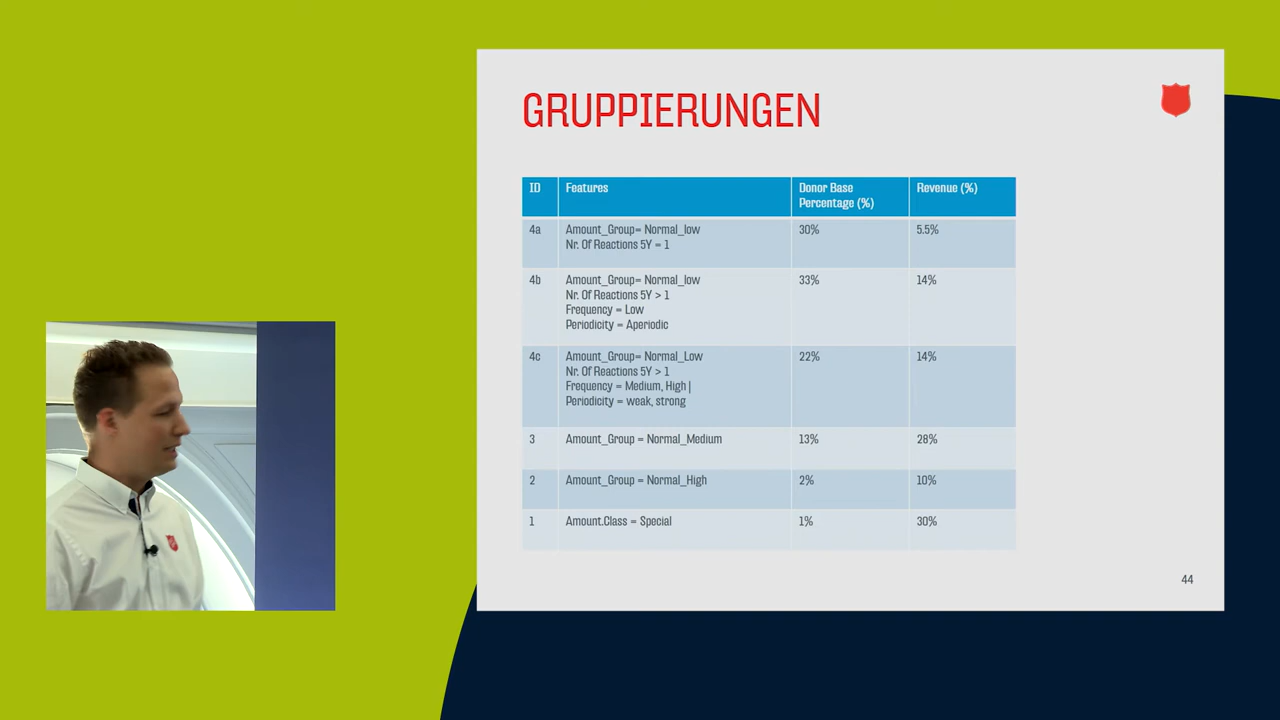 GRUPPIERUNGEN
ID Features Donor Base Revenue (%)
Percentage (%)
4a Amount_Group= Normal_low 30% 5.5%
Nr. Of Reactions 5Y = 1
4b Amount_Group= Normal_low 33% 14%
Nr. Of Reactions 5Y > 1
Frequency = Low
Periodicity = Aperiodic
4c Amount_Group= Normal_Low 22% 14%
Nr. Of Reactions 5Y > 1
Frequency = Medium, High |
Periodicity = weak, strong
3 Amount_Group = Normal_Medium 13% 28%
2 Amount_Group = Normal_High 2% 10%
1 Amount.Class = Special 1% 30%
44